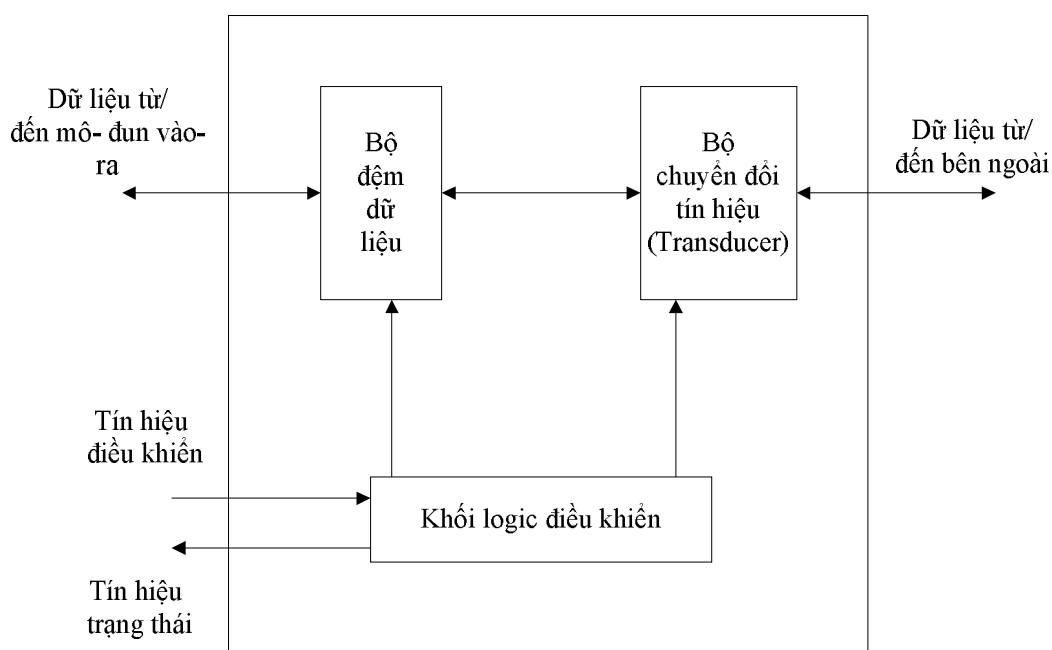 Dữ liệu từ/
đến mô- đun vào-
ra
Bộ
đệm
dữ
liệu
Bộ
chuyển đổi
tín hiệu
(Transducer)
Dữ liệu từ/
đến bên ngoài
Tín hiệu
điều khiển
Khối logic điều khiển
Tín hiệu
trạng thái